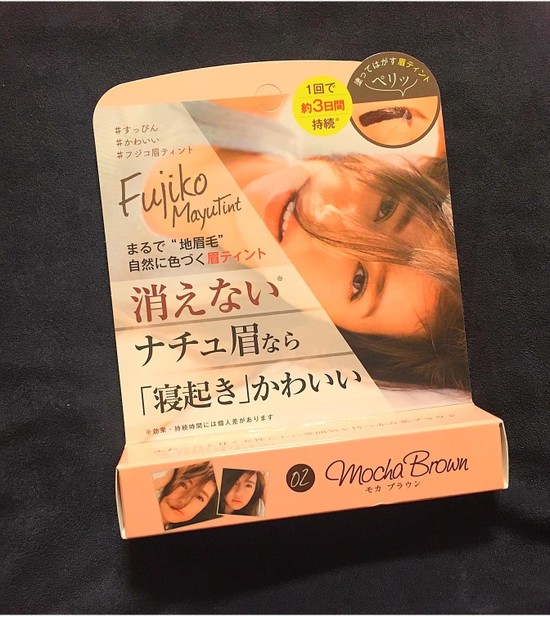 塗ってはがす眉ティント
ペリッ
1回で
約3日間
持続※
#すっぴん
#かわいい
#フジコ眉ティント
Fujiko
MayuTint
まるで“地眉毛”
自然に色づく眉ティント
消えない※
ナチュ眉なら
「寝起き」かわいい
※効果・持続時間には個人差があります
02 Mocha Brown
モカ ブラウン